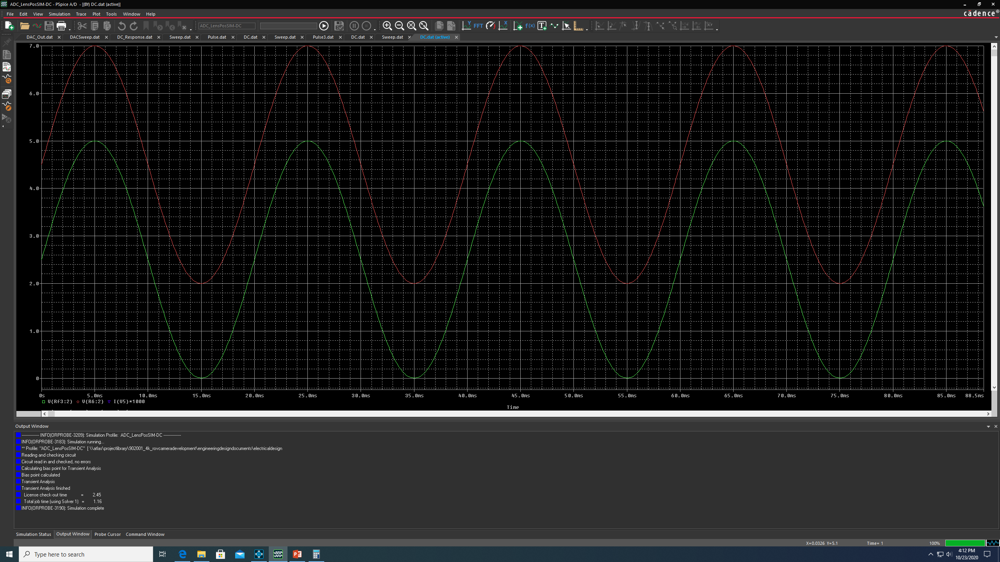 ADC_LensPosSIM-DC - PSpice A/D - [(BY) DC.dat (active)]
File Edit View Simulation Trace Plot Tools Window Help
cādence®
ADC_LensPosSIM-DC
FFT f(x)
DAC_Out.dat DACSweep.dat DC_Response.dat Sweep.dat Pulse.dat DC.dat Sweep.dat Pulse3.dat DC.dat Sweep.dat DC.dat (active)
7.0
6.0
5.0
4.0
3.0
2.0
1.0
0
0s 5.0ms 10.0ms 15.0ms 20.0ms 25.0ms 30.0ms 35.0ms 40.0ms 45.0ms 50.0ms 55.0ms 60.0ms 65.0ms 70.0ms 75.0ms 80.0ms 85.0ms 88.5ms
V(Rf3:2) V(R6:2) I(V5)*1000
Time
Output Window
--------------- INFO(ORPROBE-3209): Simulation Profile: ADC_LensPosSIM-DC ---------------
INFO(ORPROBE-3183): Simulation running...
** Profile: "ADC_LensPosSIM-DC" [ \\atlas\projectlibrary\902001_4k_rovcameradevelopment\engineeringdesigndocuments\electricaldesign
Reading and checking circuit
Circuit read in and checked, no errors
Calculating bias point for Transient Analysis
Bias point calculated
Transient Analysis
Transient Analysis finished
License check-out time = 2.45
Total job time (using Solver 1) = 1.16
INFO(ORPROBE-3190): Simulation complete
Simulation Status Output Window Probe Cursor Command Window
X=0.0326 Y=5.1 Time= 1 100%
Type here to search
4:12 PM
10/23/2020